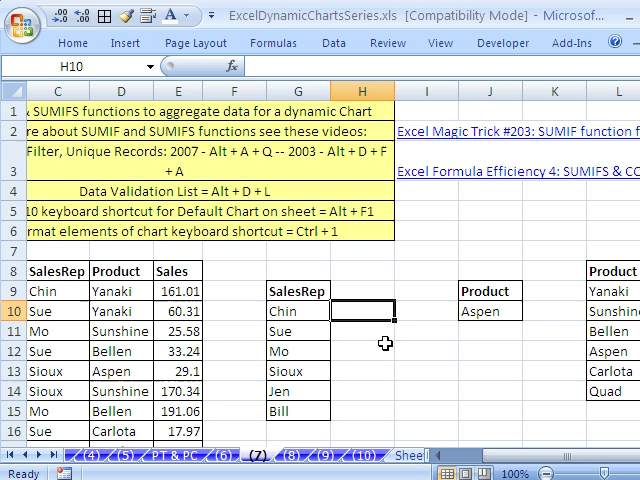 ExcelDynamicChartsSeries.xls [Compatibility Mode] - Microsof...
Home Insert Page Layout Formulas Data Review View Developer Add-Ins
H10 fx
C D E F G H I J K L
1 & SUMIFS functions to aggregate data for a dynamic Chart
2 re about SUMIF and SUMIFS functions see these videos: Excel Magic Trick #203: SUMIF function f
Filter, Unique Records: 2007 - Alt + A + Q -- 2003 - Alt + D + F
3 + A Excel Formula Efficiency 4: SUMIFS & CO
4 Data Validation List = Alt + D + L
5 10 keyboard shortcut for Default Chart on sheet = Alt + F1
6 rmat elements of chart keyboard shortcut = Ctrl + 1
7
8 SalesRep Product Sales Product
9 Chin Yanaki 161.01 SalesRep Product Yanaki
10 Sue Yanaki 60.31 Chin Aspen Sunshine
11 Mo Sunshine 25.58 Sue Bellen
12 Sue Bellen 33.24 Mo Aspen
13 Sioux Aspen 29.1 Sioux Carlota
14 Sioux Sunshine 170.34 Jen Quad
15 Mo Bellen 191.06 Bill
16 Sue Carlota 17.97
(4) (5) PT & PC (6) (7) (8) (9) (10) Shee
Ready 100%